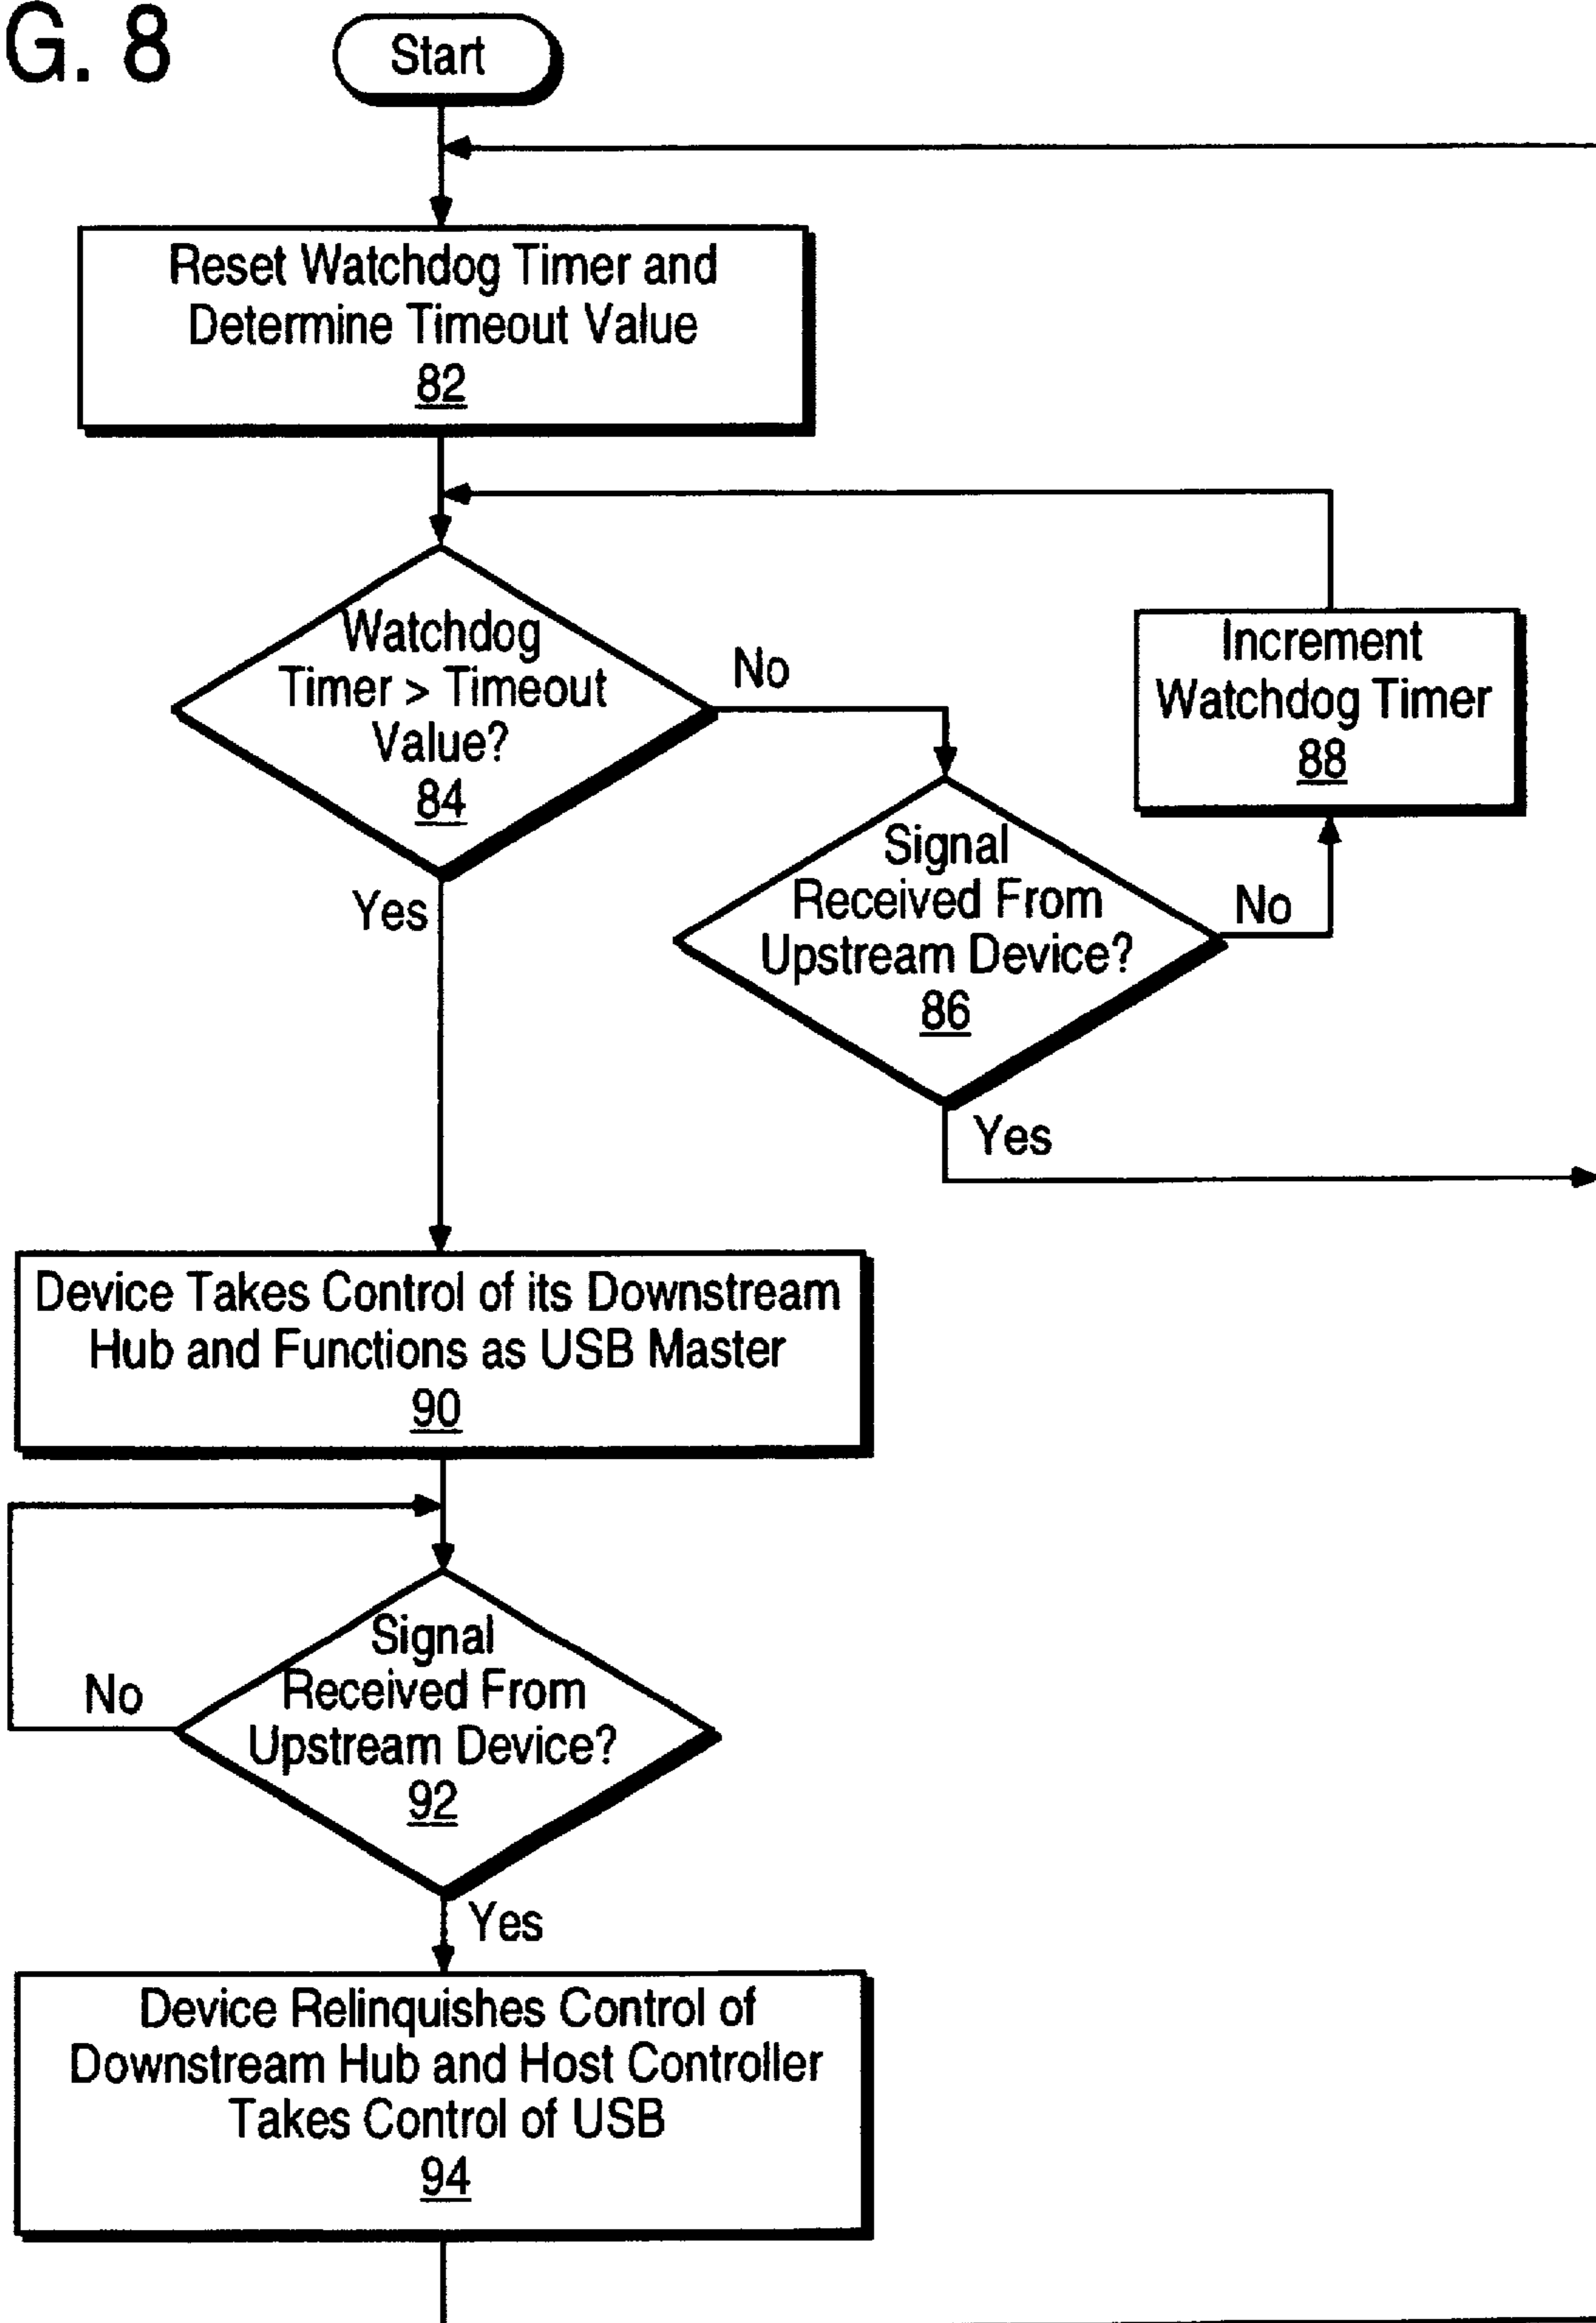 G. 8
Start
Reset Watchdog Timer and
Determine Timeout Value
82
Watchdog
Timer > Timeout
Value?
84
No
Yes
Increment
Watchdog Timer
88
Signal
Received From
Upstream Device?
86
No
Yes
Device Takes Control of its Downstream
Hub and Functions as USB Master
90
Signal
Received From
Upstream Device?
92
No
Yes
Device Relinquishes Control of
Downstream Hub and Host Controller
Takes Control of USB
94